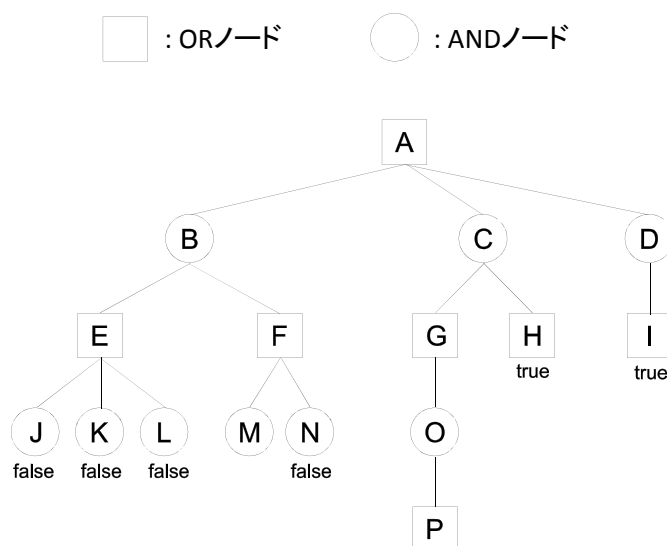 : ORノード : ANDノード
A
B C D
E F G H I
true true
J K L M N O
false false false false
P